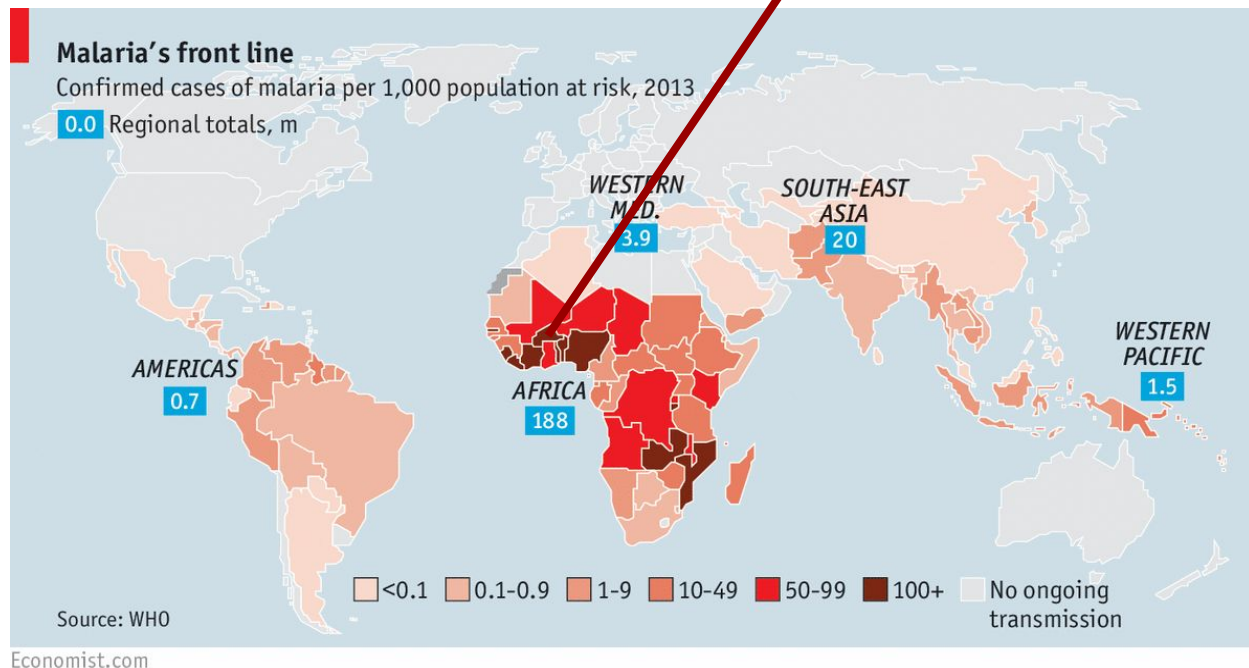 Malaria's front line
Confirmed cases of malaria per 1,000 population at risk, 2013
0.0 Regional totals, m
WESTERN
MED.
3.9
SOUTH-EAST
ASIA
20
WESTERN
PACIFIC
1.5
AMERICAS
0.7
AFRICA
188
<0.1 0.1-0.9 1-9 10-49 50-99 100+ No ongoing
transmission
Source: WHO
Economist.com